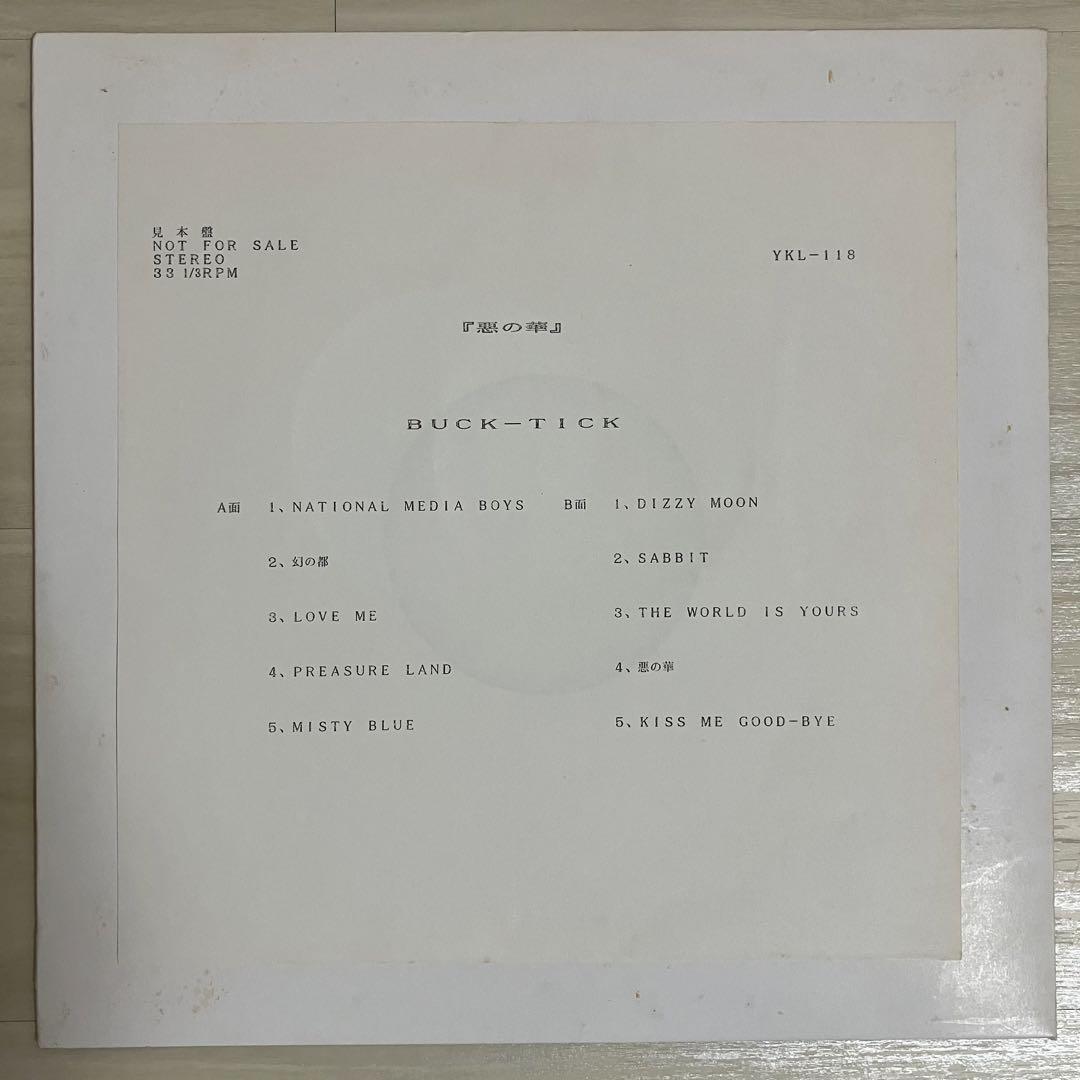 見本盤
NOT FOR SALE
STEREO
33 1/3RPM
YKL-118
『悪の華』
BUCK-TICK
A面 1、NATIONAL MEDIA BOYS
2、幻の都
3、LOVE ME
4、PREASURE LAND
5、MISTY BLUE
B面 1、DIZZY MOON
2、SABBIT
3、THE WORLD IS YOURS
4、悪の華
5、KISS ME GOOD-BYE